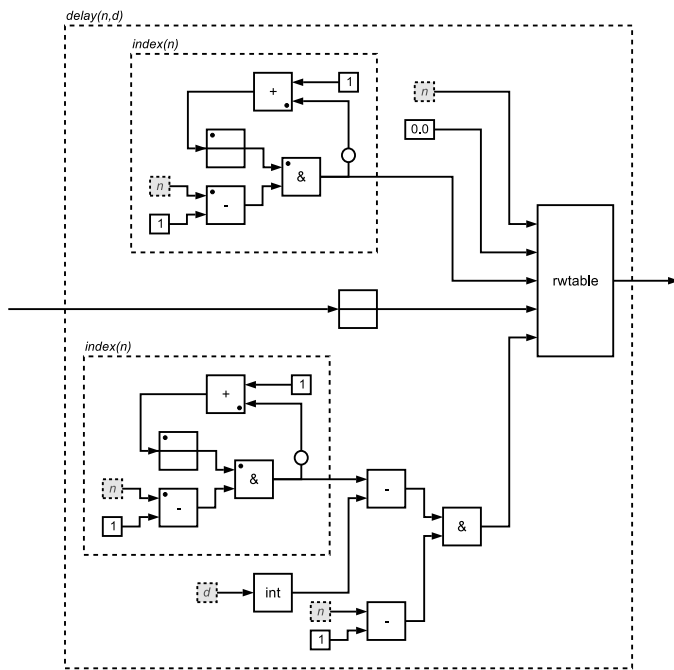 delay(n,d)
index(n)
+
1
n
0.0
&
n
-
1
rwtable
index(n)
+
1
&
n
-
1
-
&
d
int
n
-
1